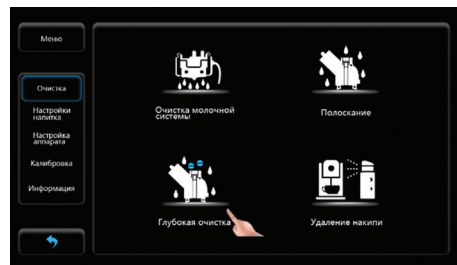 Меню
Очистка
Настройки
напитка
Настройка
аппарата
Калибровка
Информация
Очистка молочной
системы
Полоскание
Глубокая очистка
Удаление накипи